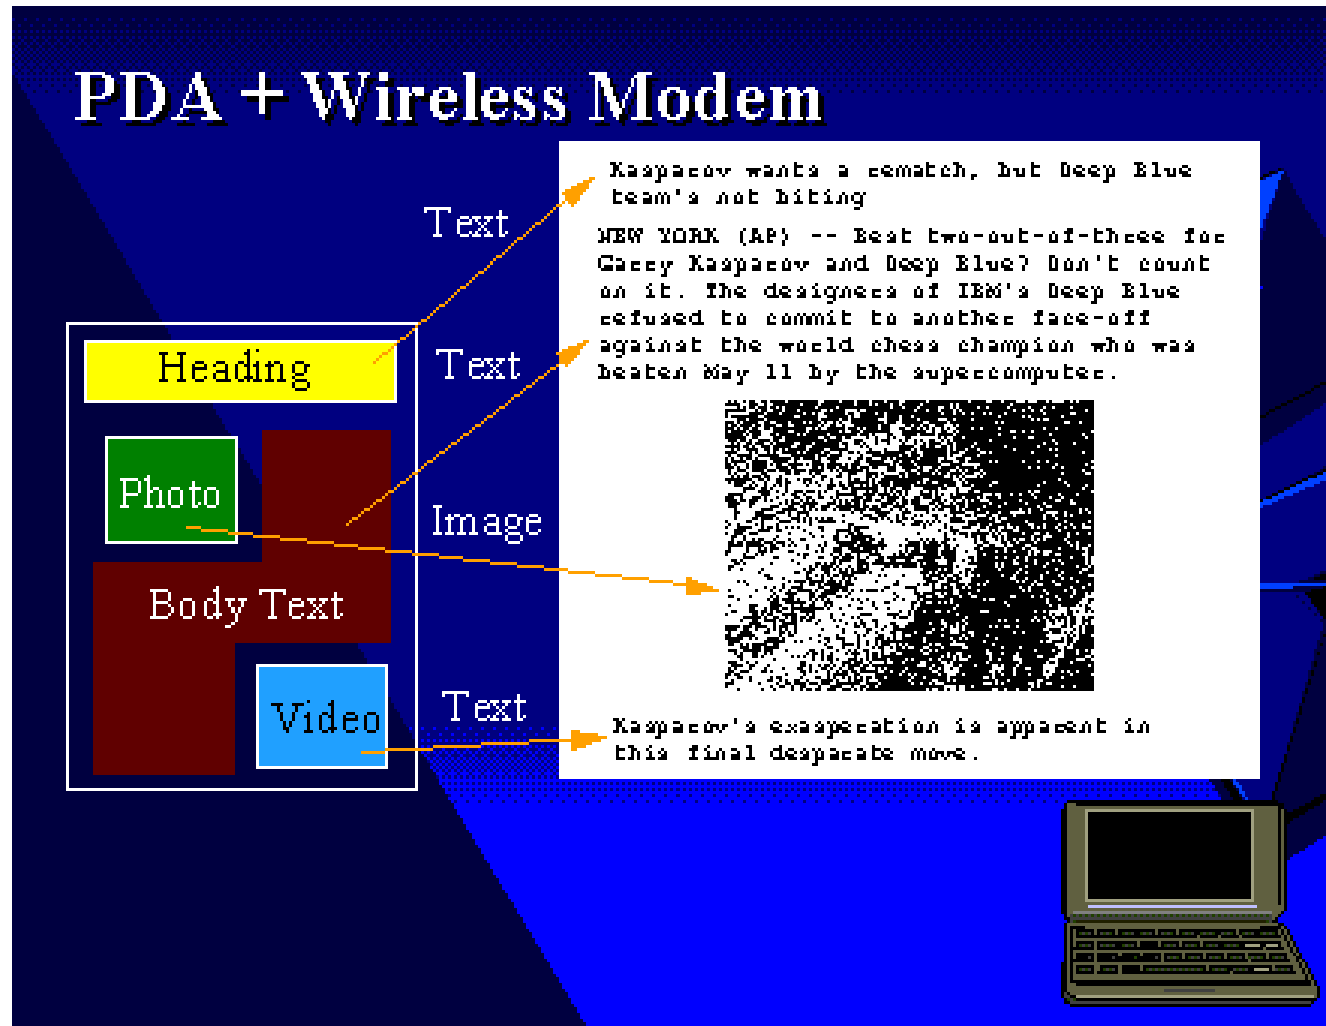 PDA + Wireless Modem
Text
Text
Image
Text
Heading
Photo
Body Text
Video
Kasparov wants a rematch, but Deep Blue
team's not biting
NEW YORK (AP) -- Best two-out-of-three for
Garry Kasparov and Deep Blue? Don't count
on it. The designers of IBM's Deep Blue
refused to commit to another face-off
against the world chess champion who was
beaten May 11 by the supercomputer.
Kasparov's exasperation is apparent in
this final desparate move.